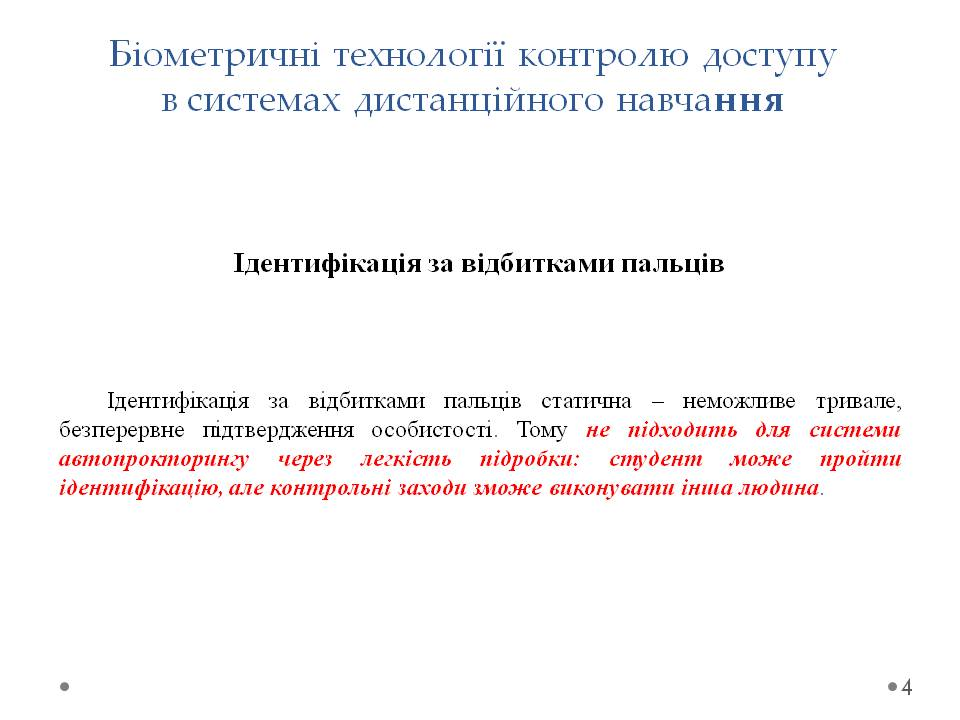 Біометричні технології контролю доступу
в системах дистанційного навчання
Ідентифікація за відбитками пальців
Ідентифікація за відбитками пальців статична – неможливе тривале,
безперервне підтвердження особистості. Тому не підходить для системи
автопрокторингу через легкість підробки: студент може пройти
ідентифікацію, але контрольні заходи зможе виконувати інша людина.
4